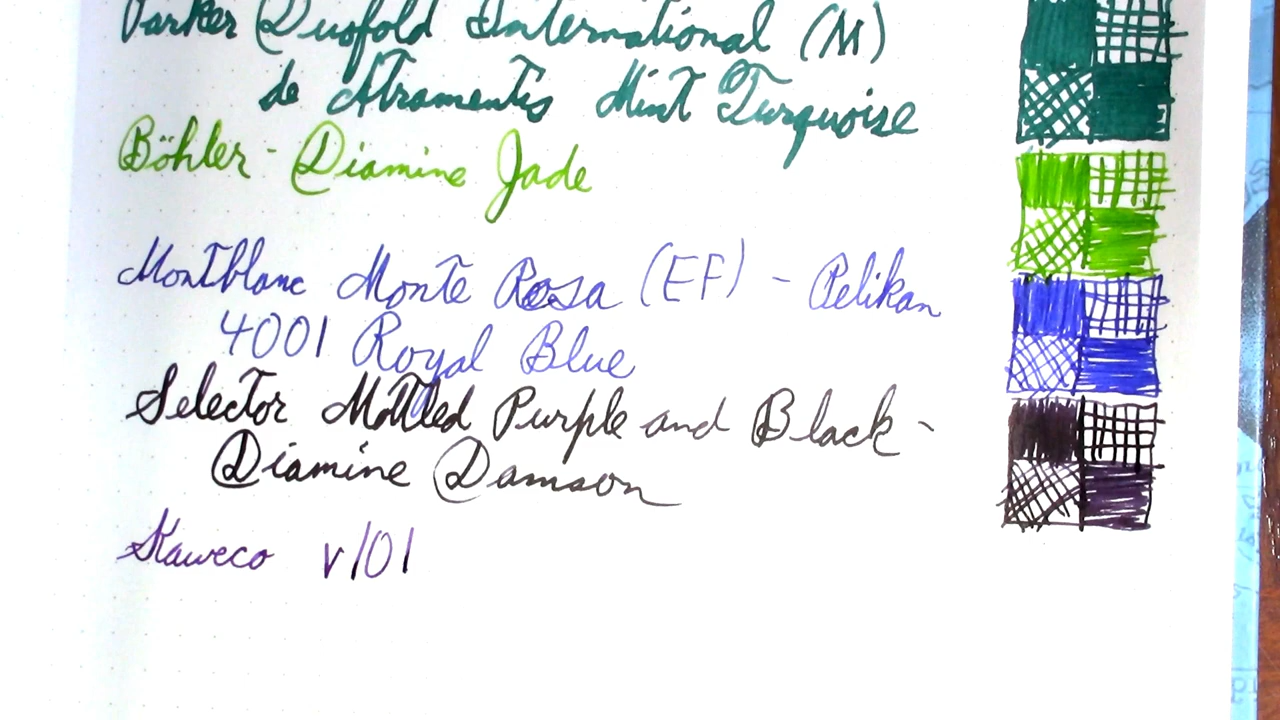 Parker Duofold International (M)
de Atramentis Mint Turquoise
Böhler - Diamine Jade
Montblanc Monte Rosa (EF) - Pelikan
4001 Royal Blue
Selector Mottled Purple and Black -
Diamine Damson
Kaweco V101